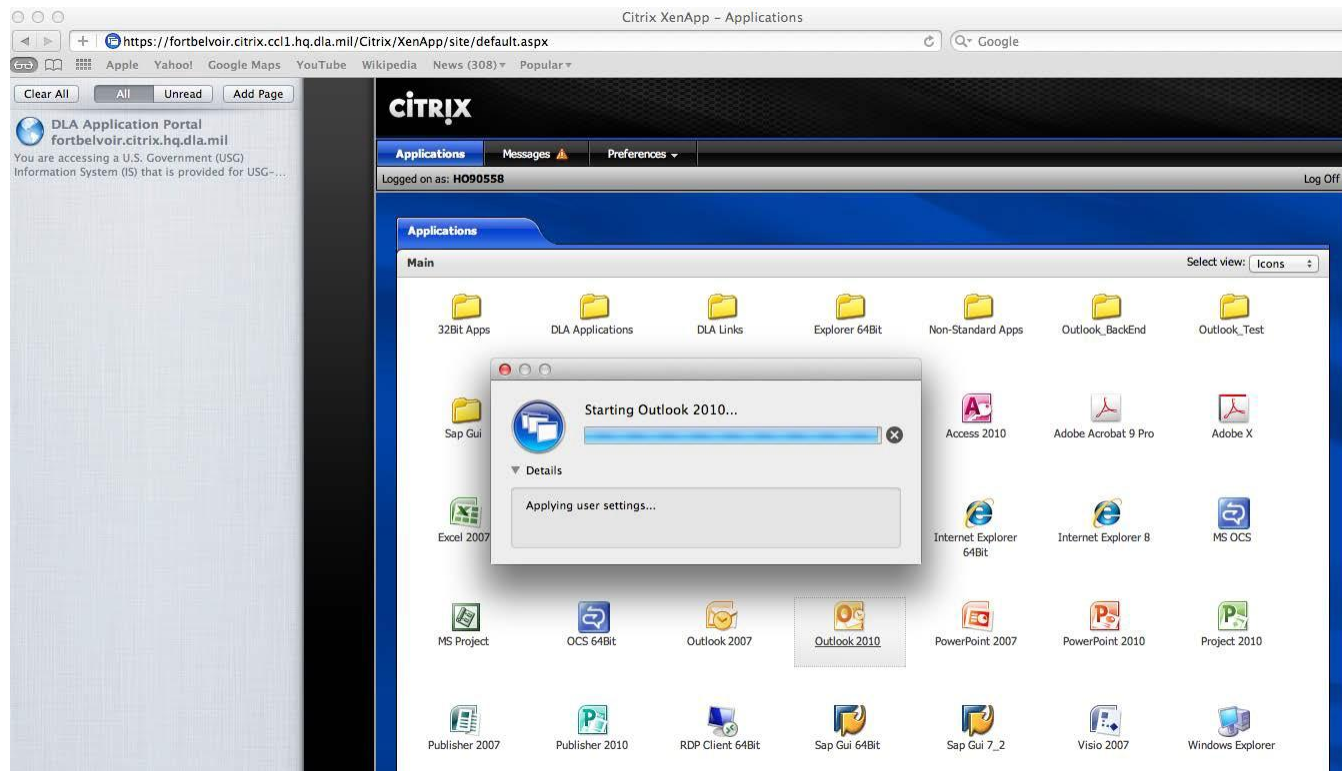 Citrix XenApp – Applications
https://fortbelvoir.citrix.ccl1.hq.dla.mil/Citrix/XenApp/site/default.aspx
Google
Apple Yahoo! Google Maps YouTube Wikipedia News (308) Popular
Clear All All Unread Add Page
DLA Application Portal
fortbelvoir.citrix.hq.dla.mil
You are accessing a U.S. Government (USG)
Information System (IS) that is provided for USG-...
CITRIX
Applications Messages Preferences
Logged on as: HO90558 Log Off
Applications
Main Select view: Icons
32Bit Apps DLA Applications DLA Links Explorer 64Bit Non-Standard Apps Outlook_BackEnd Outlook_Test
Starting Outlook 2010...
Details
Applying user settings...
Sap Gui Access 2010 Adobe Acrobat 9 Pro Adobe X
Excel 2007 Internet Explorer 64Bit Internet Explorer 8 MS OCS
MS Project OCS 64Bit Outlook 2007 Outlook 2010 PowerPoint 2007 PowerPoint 2010 Project 2010
Publisher 2007 Publisher 2010 RDP Client 64Bit Sap Gui 64Bit Sap Gui 7_2 Visio 2007 Windows Explorer